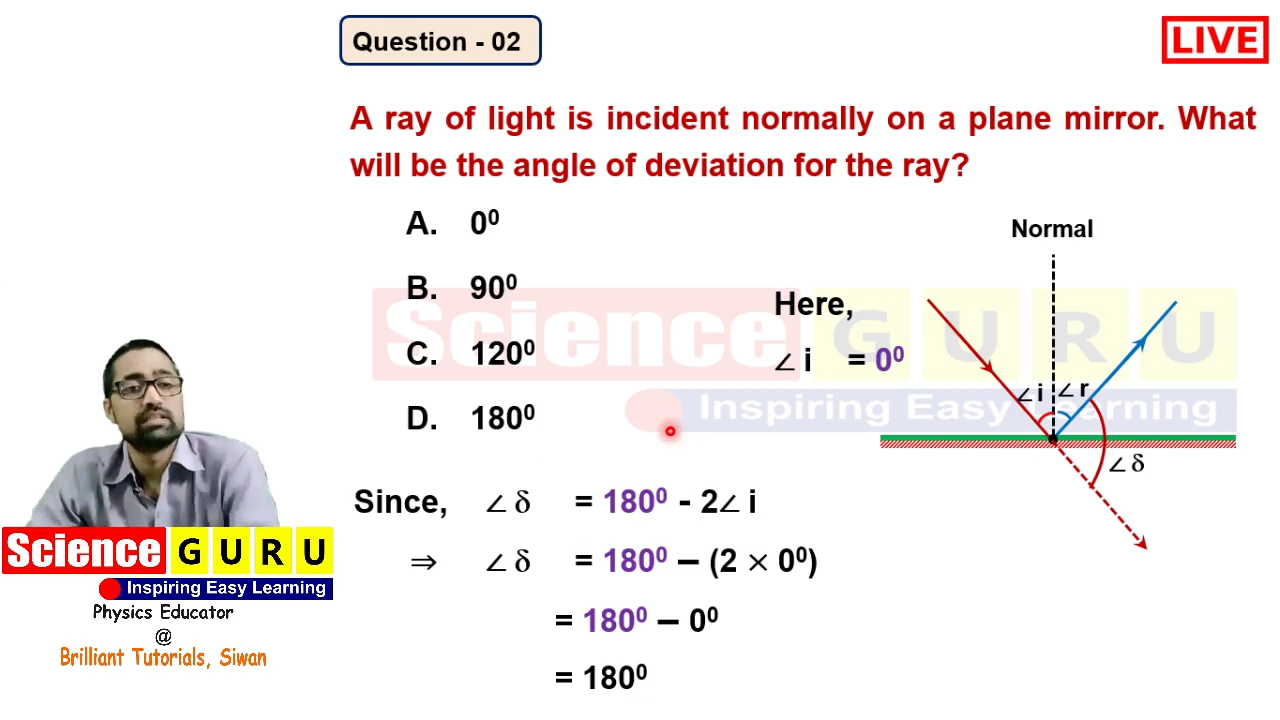 Question - 02
LIVE
A ray of light is incident normally on a plane mirror. What
will be the angle of deviation for the ray?
A. 0⁰
B. 90⁰
C. 120⁰
D. 180⁰
Here,
∠ i = 0⁰
Normal
∠ i
∠ r
∠ δ
Science GURU
Inspiring Easy Learning
Since, ∠ δ = 180⁰ - 2∠ i
⇒ ∠ δ = 180⁰ – (2 × 0⁰)
= 180⁰ – 0⁰
= 180⁰
Science GURU
Inspiring Easy Learning
Physics Educator
@
Brilliant Tutorials, Siwan